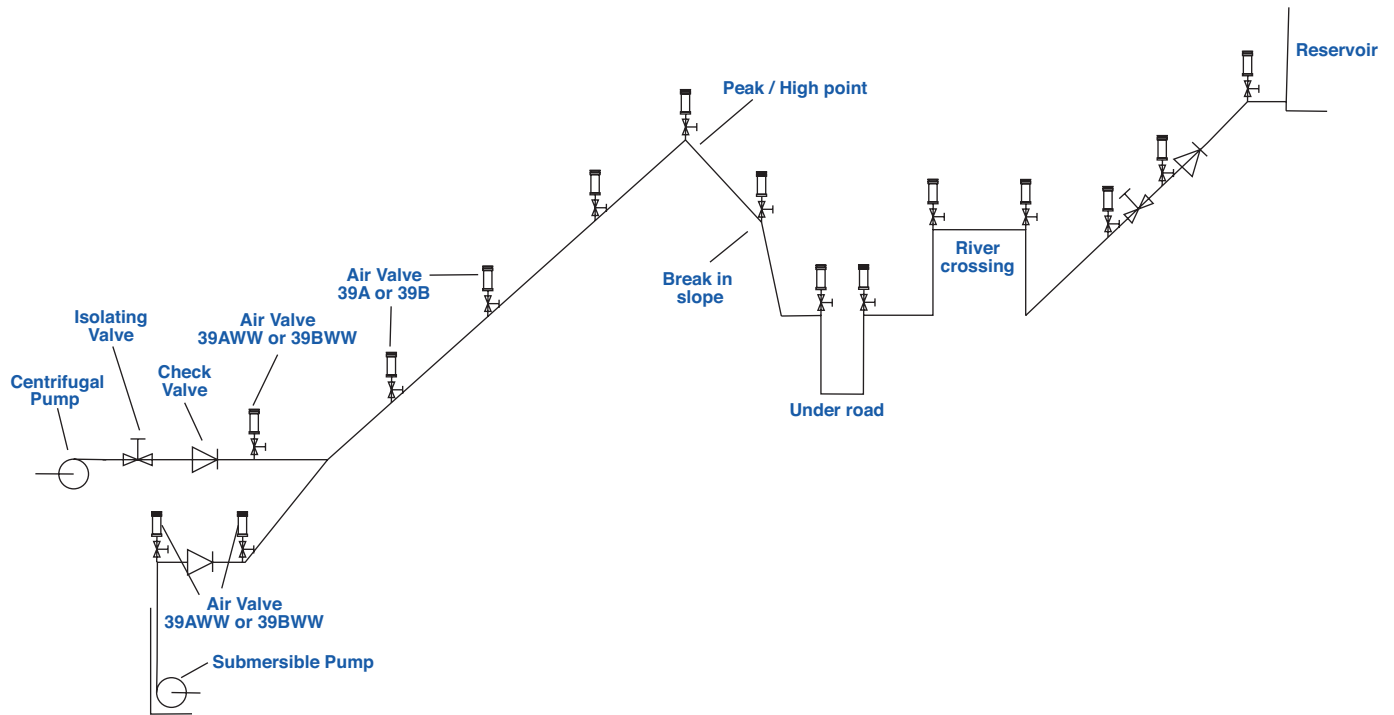 Reservoir
Peak / High point
River
crossing
Break in
slope
Air Valve
39A or 39B
Isolating
Valve
Air Valve
39AWW or 39BWW
Check
Valve
Centrifugal
Pump
Under road
Air Valve
39AWW or 39BWW
Submersible Pump